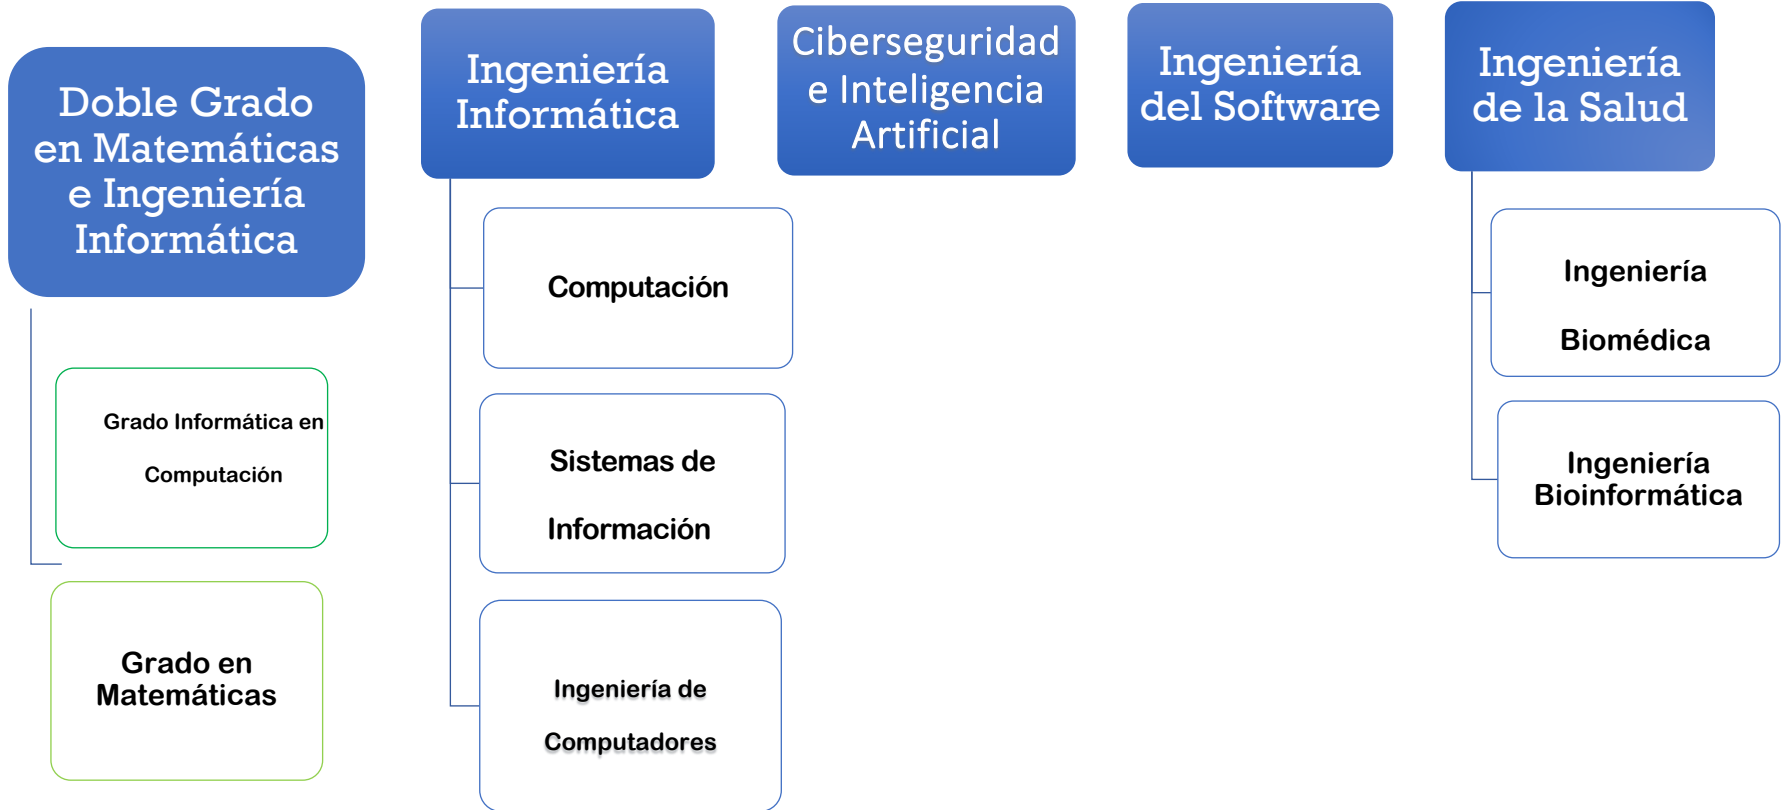 Doble Grado
en Matemáticas
e Ingeniería
Informática
Grado Informática en
Computación
Grado en
Matemáticas
Ingeniería
Informática
Computación
Sistemas de
Información
Ingeniería de
Computadores
Ciberseguridad
e Inteligencia
Artificial
Ingeniería
del Software
Ingeniería
de la Salud
Ingeniería
Biomédica
Ingeniería
Bioinformática